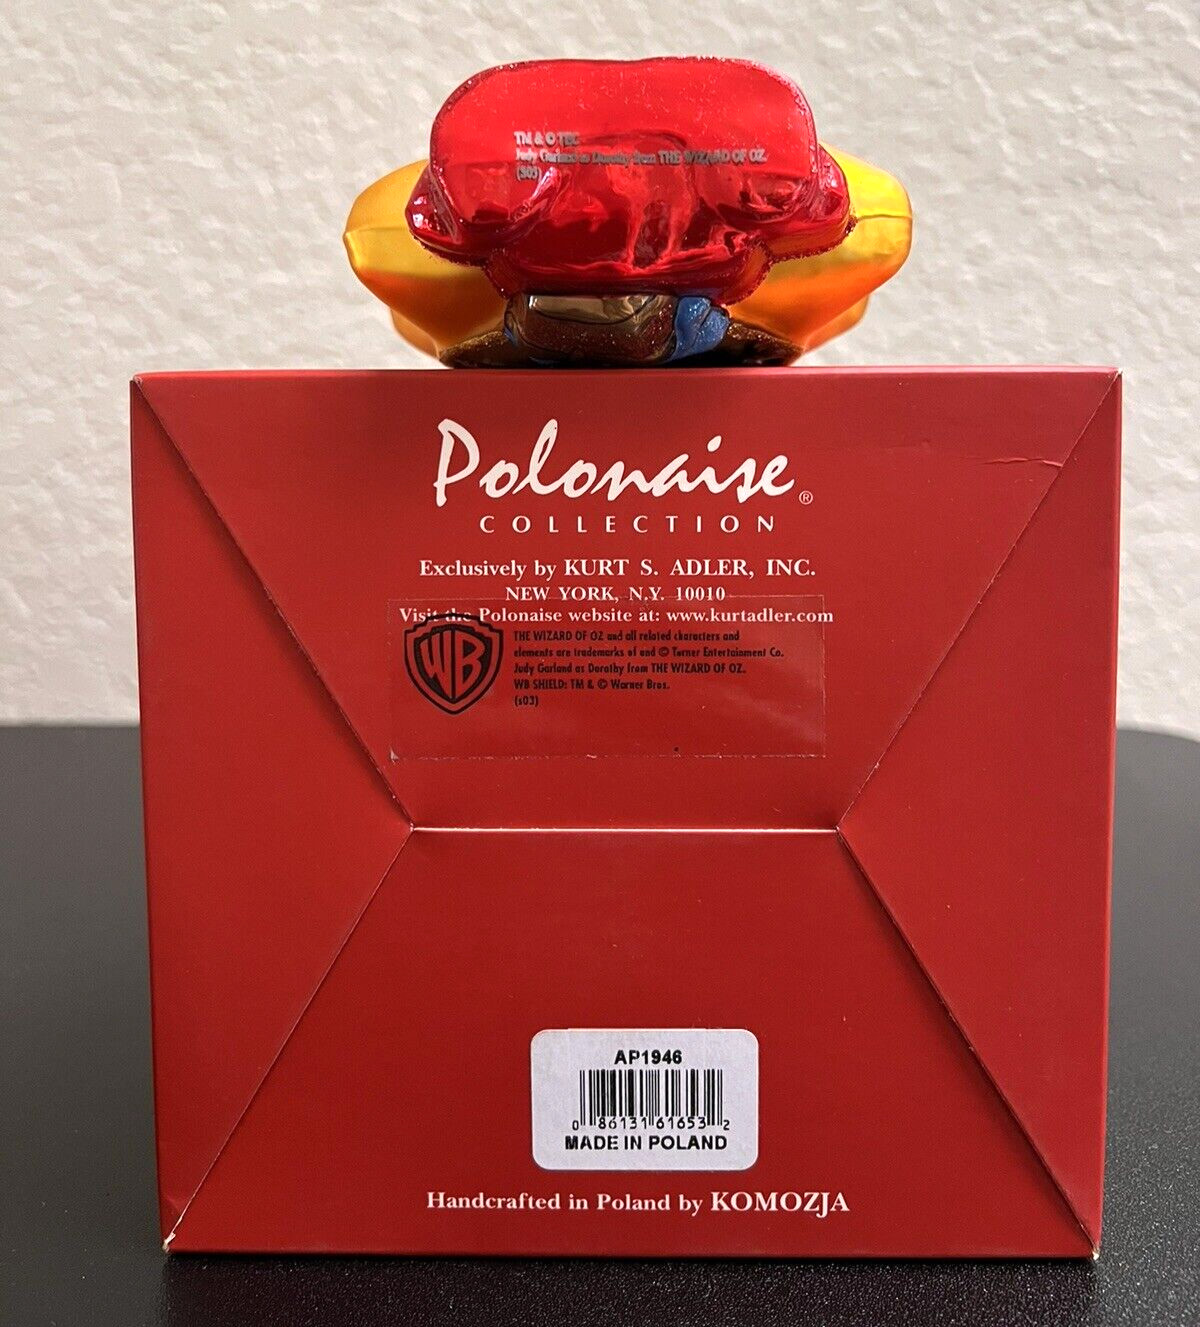 TM & © TEC
Judy Garland as Dorothy from THE WIZARD OF OZ
(S03)
Polonaise®
COLLECTION
Exclusively by KURT S. ADLER, INC.
NEW YORK, N.Y. 10010
Visit the Polonaise website at: www.kurtadler.com
WB
THE WIZARD OF OZ and all related characters and
elements are trademarks of and © Turner Entertainment Co.
Judy Garland as Dorothy from THE WIZARD OF OZ.
WB SHIELD: TM & © Warner Bros.
(s03)
AP1946
0 86131 61653 2
MADE IN POLAND
Handcrafted in Poland by KOMOZJA